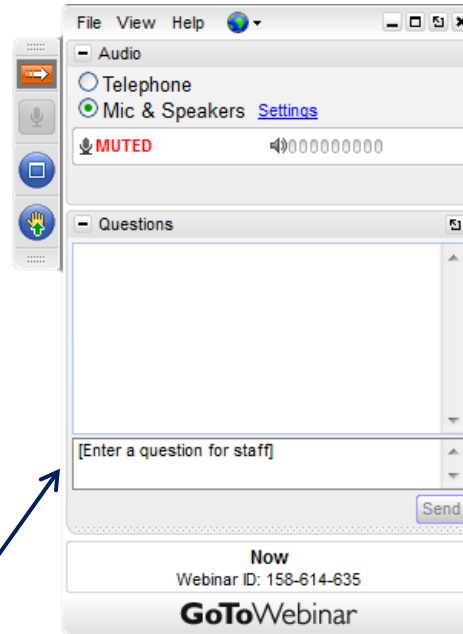 File View Help
Audio
Telephone
Mic & Speakers Settings
MUTED 000000000
Questions
[Enter a question for staff]
Send
Now
Webinar ID: 158-614-635
GoToWebinar